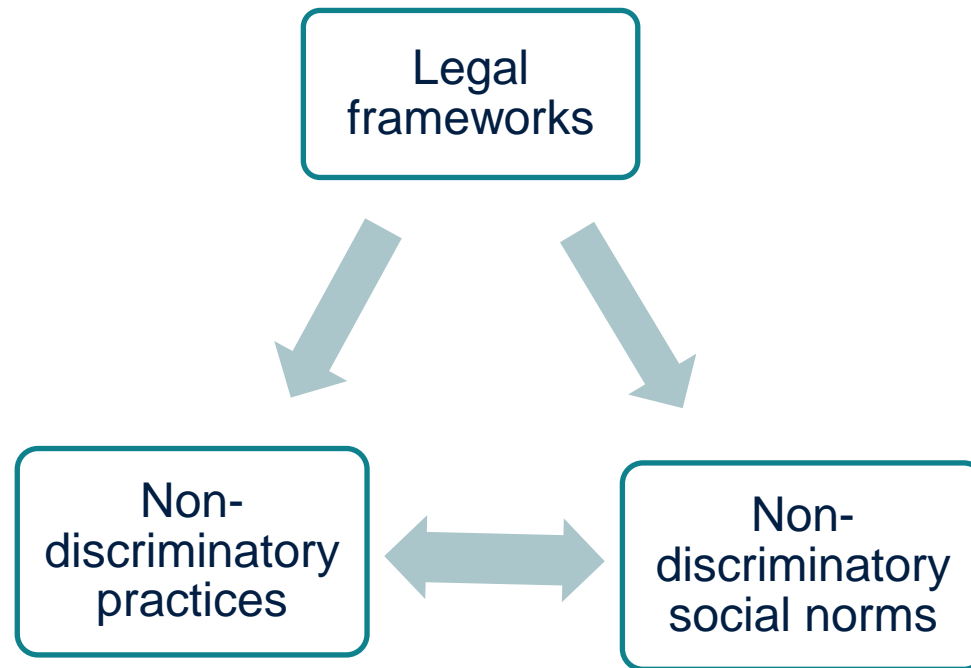 Legal
frameworks
Non-
discriminatory
practices
Non-
discriminatory
social norms